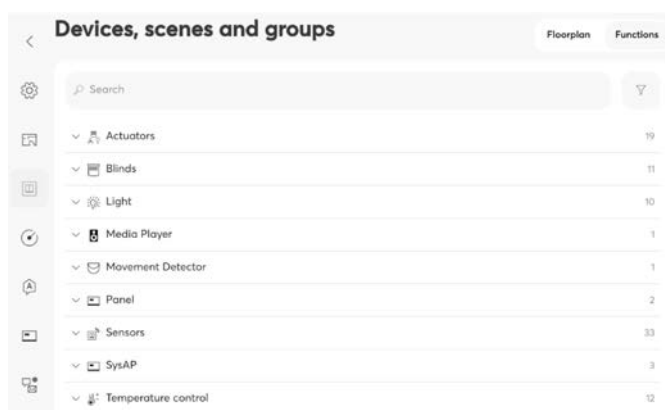 Devices, scenes and groups
Floorplan Functions
Search
Actuators 19
Blinds 11
Light 10
Media Player 1
Movement Detector 1
Panel 2
Sensors 33
SysAP 3
Temperature control 12